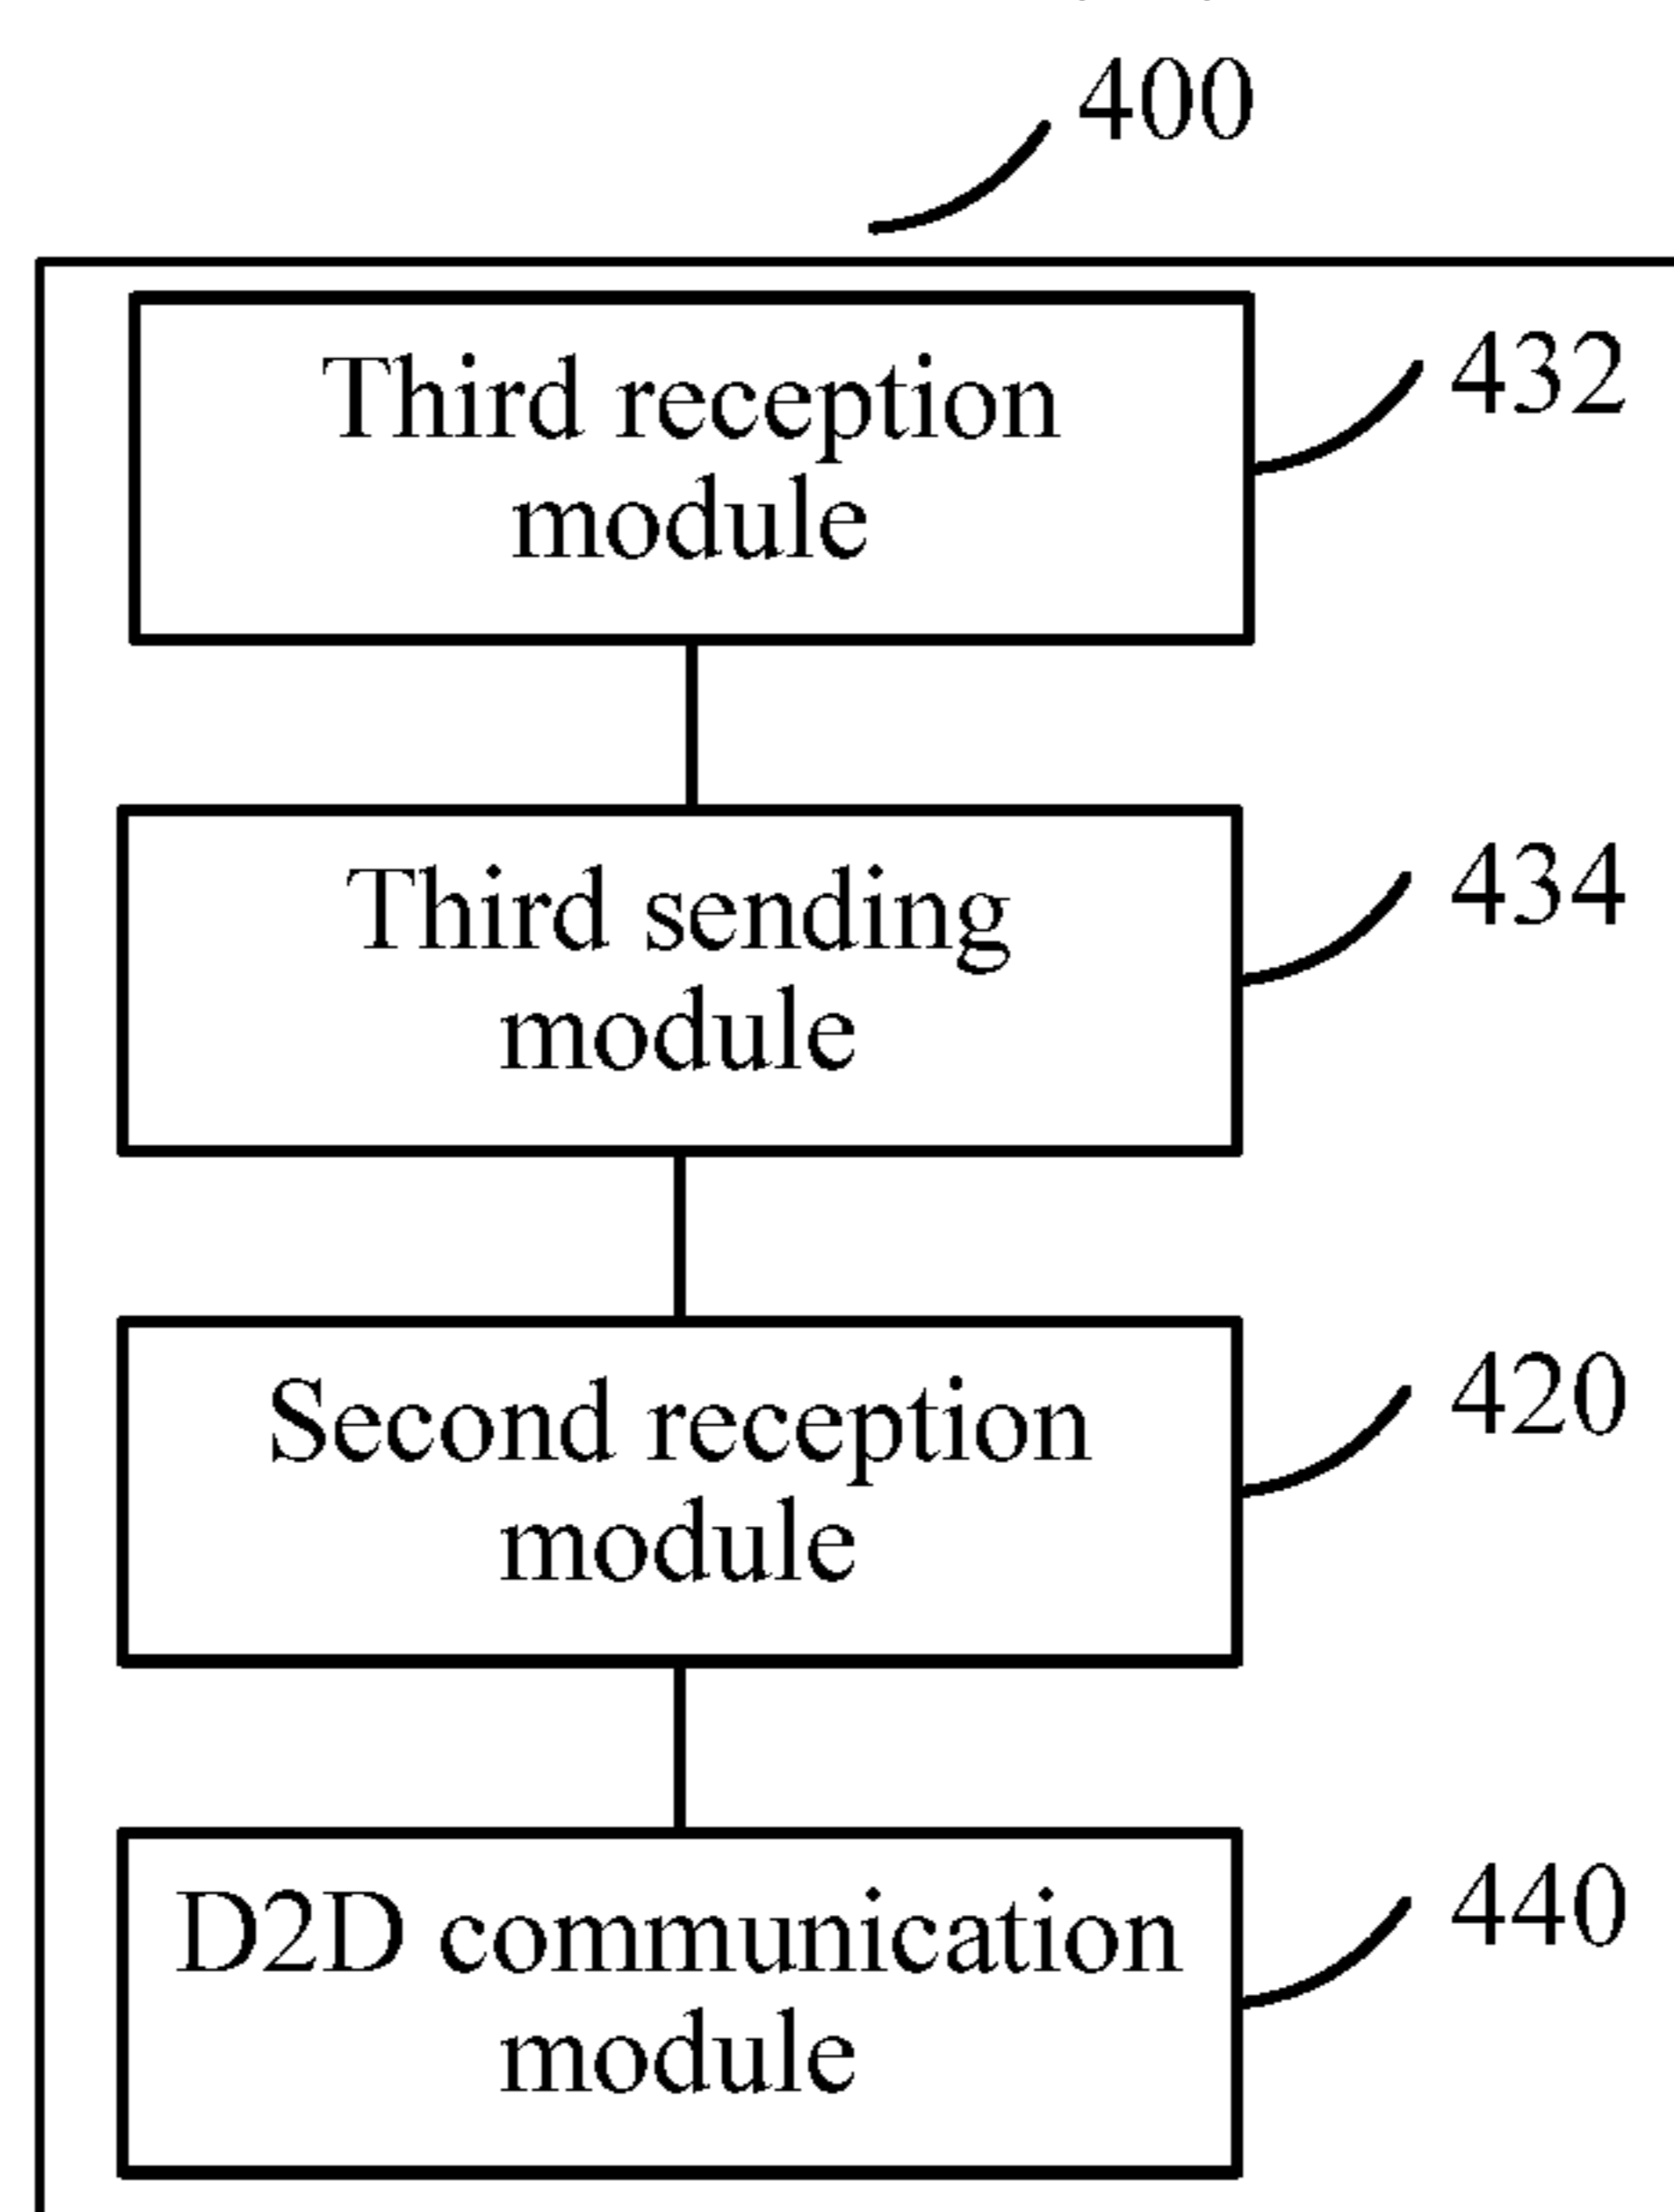 400
Third reception
module
432
Third sending
module
434
Second reception
module
420
D2D communication
module
440